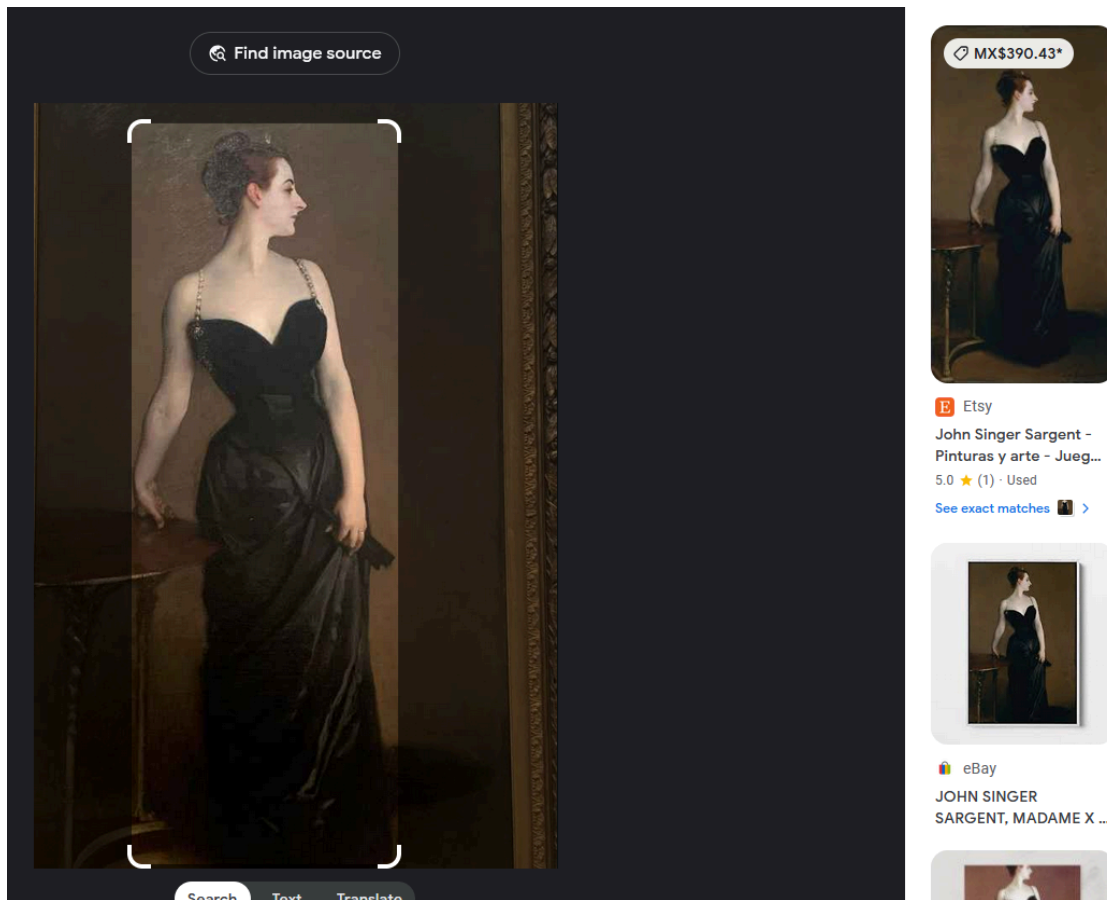 Find image source
MX$390.43*
Etsy
John Singer Sargent -
Pinturas y arte - Jueg...
5.0 ★ (1) · Used
See exact matches
eBay
JOHN SINGER
SARGENT, MADAME X ...
Search Text Translate